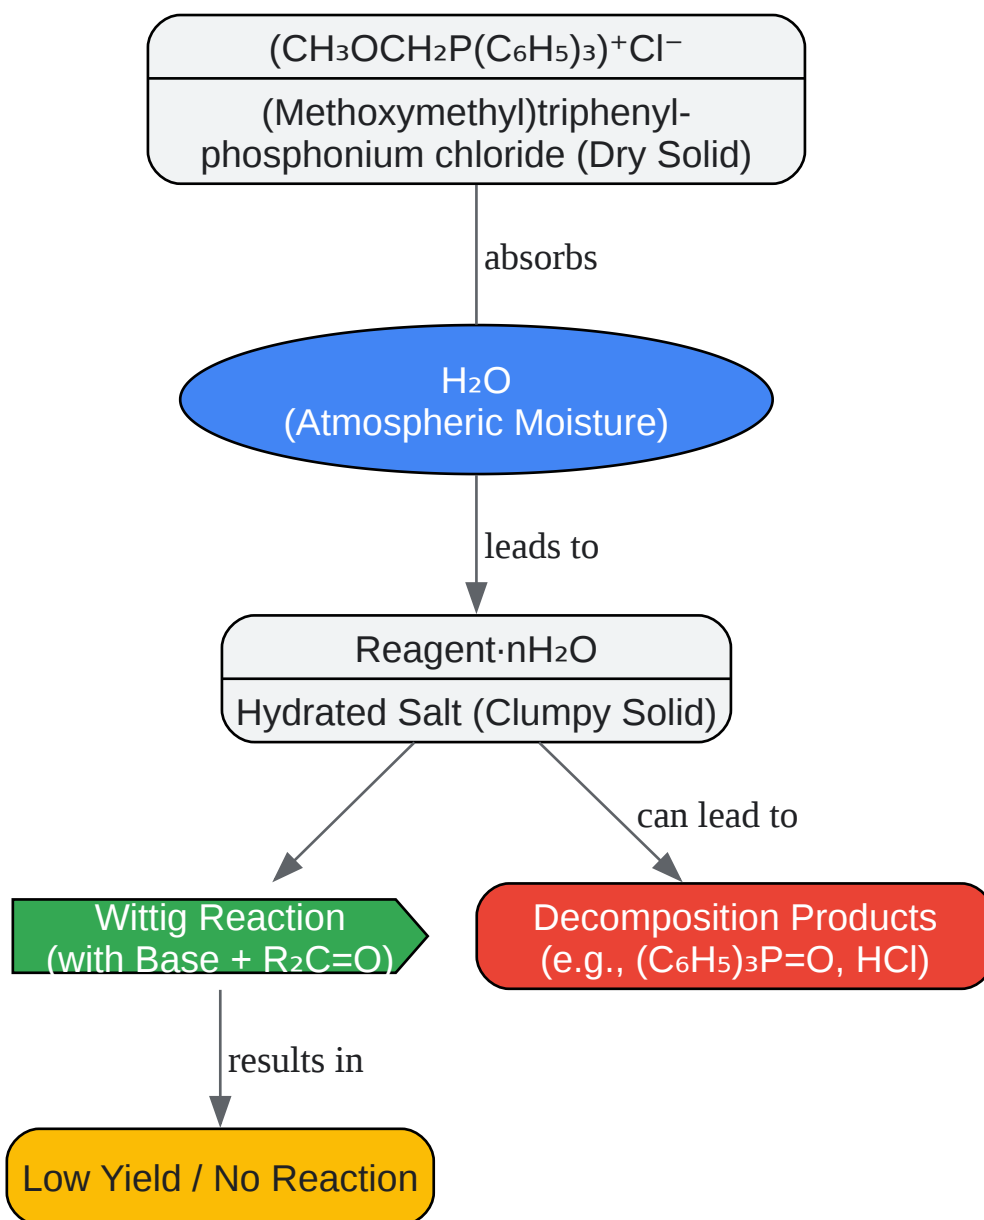 (CH₃OCH₂P(C₆H₅)₃)⁺Cl⁻
(Methoxymethyl)triphenyl-
phosphonium chloride (Dry Solid)
absorbs
H₂O
(Atmospheric Moisture)
leads to
Reagent·nH₂O
Hydrated Salt (Clumpy Solid)
can lead to
Wittig Reaction
(with Base + R₂C=O)
Decomposition Products
(e.g., (C₆H₅)₃P=O, HCl)
results in
Low Yield / No Reaction